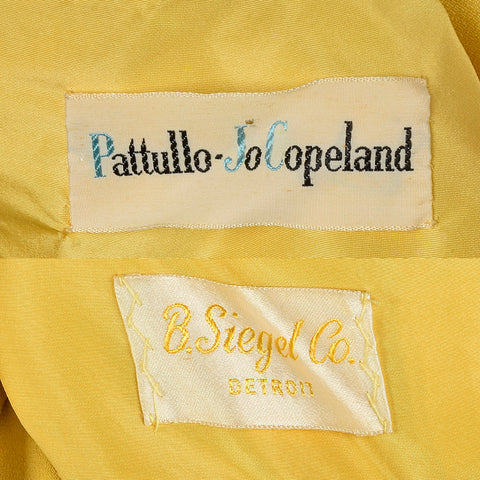 Pattullo-Jo Copeland
B. Siegel Co.
DETROIT